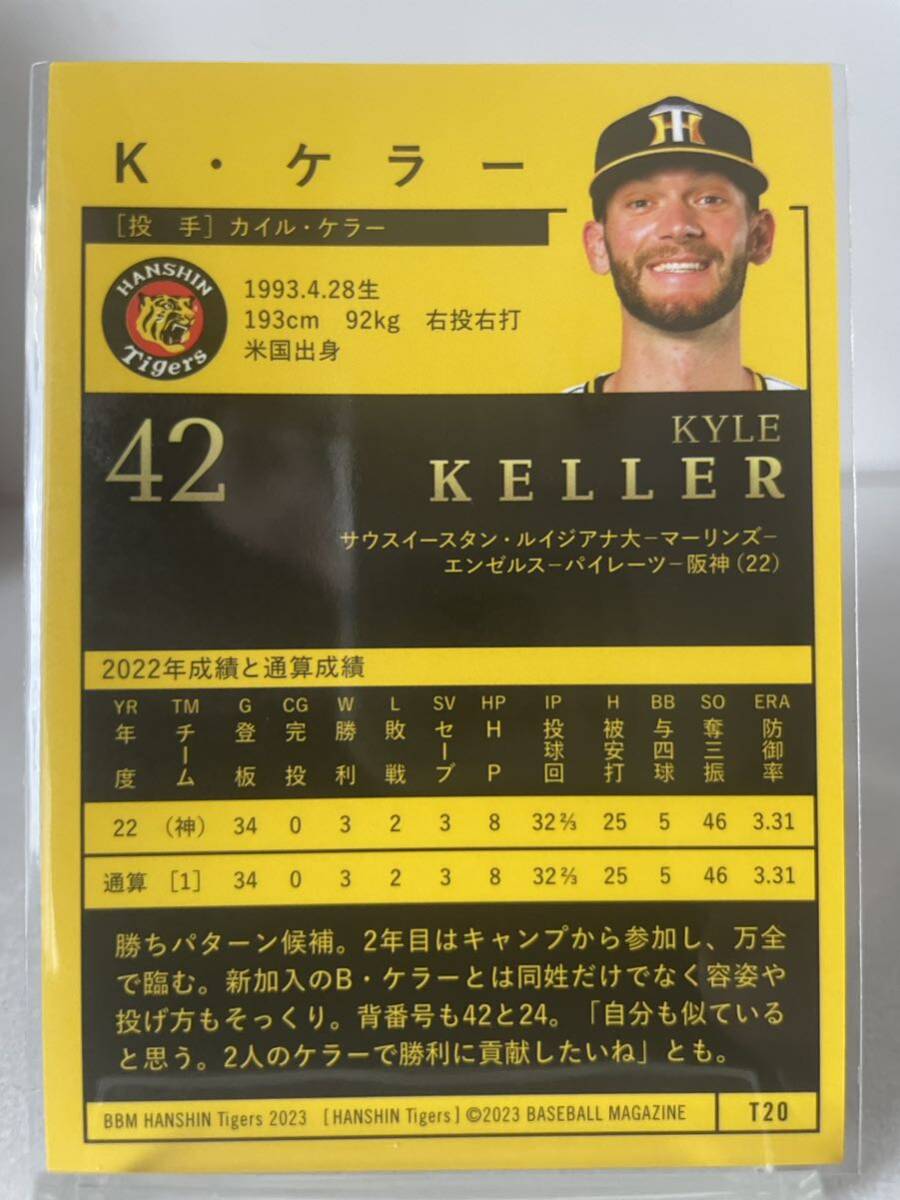 K・ケラー
[投 手] カイル・ケラー
HANSHIN
Tigers
1993.4.28生
193cm 92kg 右投右打
米国出身
42
KYLE
KELLER
サウスイースタン・ルイジアナ大−マーリンズ−
エンゼルス−パイレーツ−阪神(22)
2022年成績と通算成績
YR TM G CG W L SV HP IP H BB SO ERA
年度 チーム 登板 完投 勝利 敗戦 セーブ HP 投球回 被安打 与四球 奪三振 防御率
22 (神) 34 0 3 2 3 8 32⅔ 25 5 46 3.31
通算 [1] 34 0 3 2 3 8 32⅔ 25 5 46 3.31
勝ちパターン候補。2年目はキャンプから参加し、万全
で臨む。新加入のB・ケラーとは同姓だけでなく容姿や
投げ方もそっくり。背番号も42と24。「自分も似ている
と思う。2人のケラーで勝利に貢献したいね」とも。
BBM HANSHIN Tigers 2023 [HANSHIN Tigers] ©2023 BASEBALL MAGAZINE T20